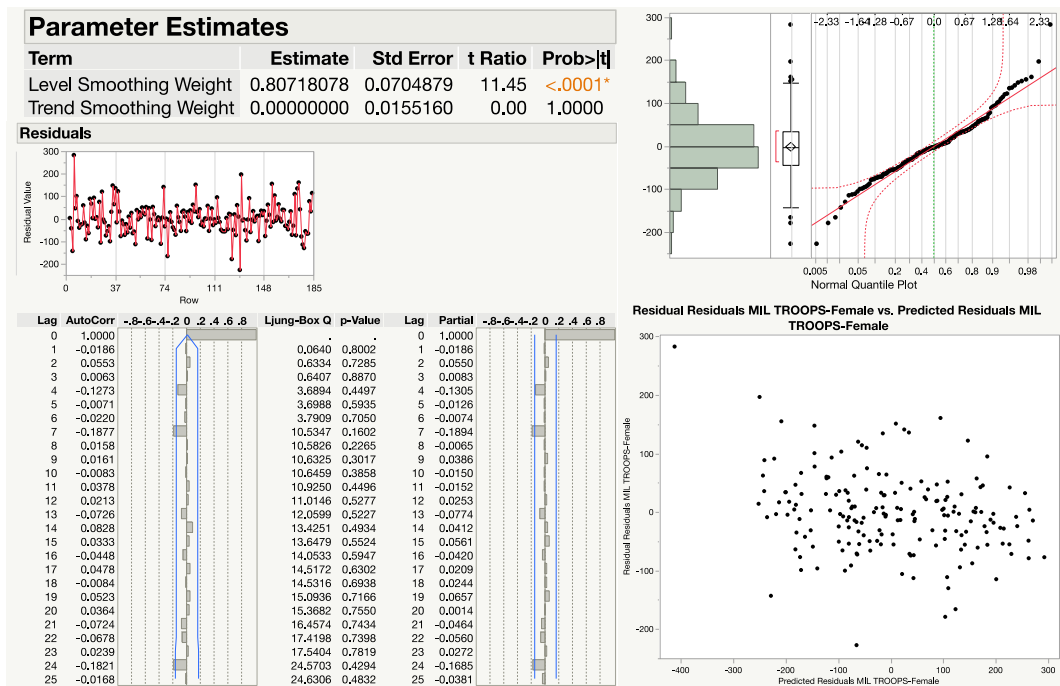 Parameter Estimates
Term Estimate Std Error t Ratio Prob>|t|
Level Smoothing Weight 0.80718078 0.0704879 11.45 <.0001*
Trend Smoothing Weight 0.00000000 0.0155160 0.00 1.0000
Residuals
300
200
100
0
-100
-200
Residual Value
0 37 74 111 148 185
Row
-2.33 -1.64 -1.28 -0.67 0.0 0.67 1.28 1.64 2.33
300
200
100
0
-100
-200
0.005 0.05 0.2 0.4 0.6 0.8 0.9 0.98
Normal Quantile Plot
Lag AutoCorr -.8-.6-.4-.2 0 .2 .4 .6 .8 Ljung-Box Q p-Value Lag Partial -.8-.6-.4-.2 0 .2 .4 .6 .8
0 1.0000 . . 0 1.0000
1 -0.0186 0.0640 0.8002 1 -0.0186
2 0.0553 0.6334 0.7285 2 0.0550
3 0.0063 0.6407 0.8870 3 0.0083
4 -0.1273 3.6894 0.4497 4 -0.1305
5 -0.0071 3.6988 0.5935 5 -0.0126
6 -0.0220 3.7909 0.7050 6 -0.0074
7 -0.1877 10.5347 0.1602 7 -0.1894
8 0.0158 10.5826 0.2265 8 -0.0065
9 0.0161 10.6325 0.3017 9 0.0386
10 -0.0083 10.6459 0.3858 10 -0.0150
11 0.0378 10.9250 0.4496 11 -0.0152
12 0.0213 11.0146 0.5277 12 0.0253
13 -0.0726 12.0599 0.5227 13 -0.0774
14 0.0828 13.4251 0.4934 14 0.0412
15 0.0333 13.6479 0.5524 15 0.0561
16 -0.0448 14.0533 0.5947 16 -0.0420
17 0.0478 14.5172 0.6302 17 0.0209
18 -0.0084 14.5316 0.6938 18 0.0244
19 0.0523 15.0936 0.7166 19 0.0657
20 0.0364 15.3682 0.7550 20 0.0014
21 -0.0724 16.4574 0.7434 21 -0.0464
22 -0.0678 17.4198 0.7398 22 -0.0560
23 0.0239 17.5404 0.7819 23 0.0272
24 -0.1821 24.5703 0.4294 24 -0.1685
25 -0.0168 24.6306 0.4832 25 -0.0381
Residual Residuals MIL TROOPS-Female vs. Predicted Residuals MIL
TROOPS-Female
300
200
100
0
-100
-200
Residual Residuals MIL TROOPS-Female
-400 -300 -200 -100 0 100 200 300
Predicted Residuals MIL TROOPS-Female